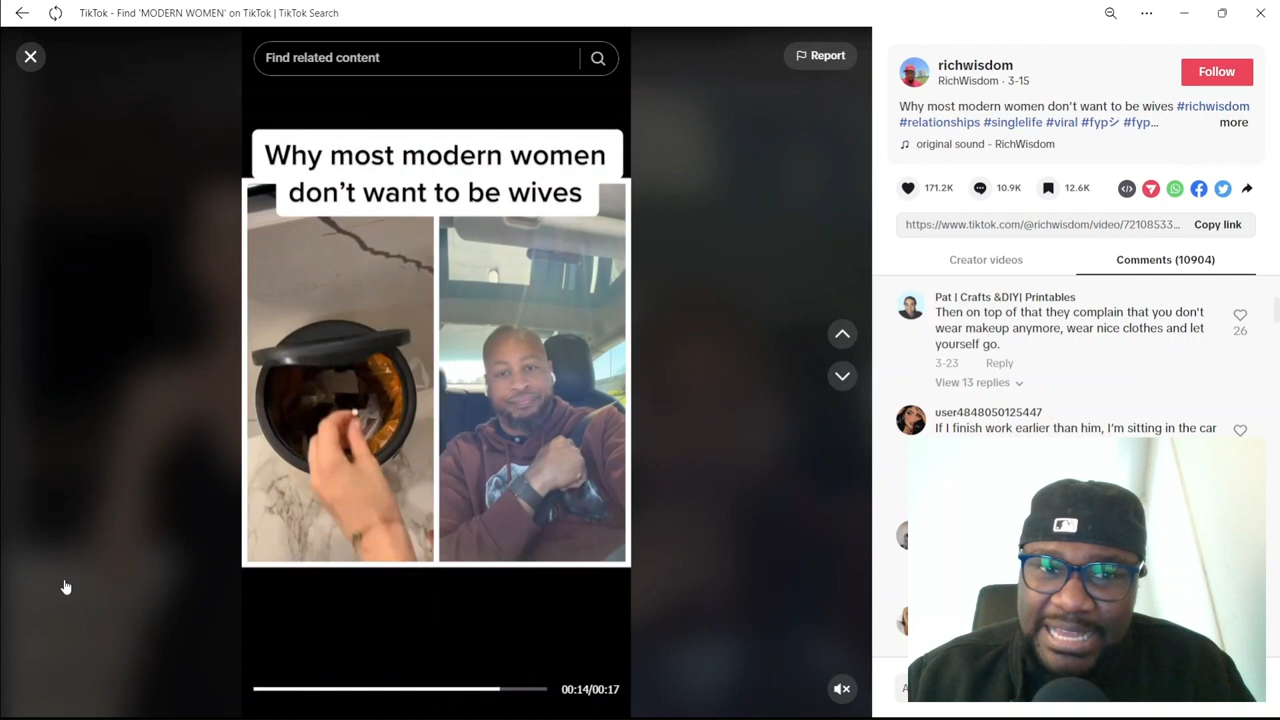 TikTok - Find 'MODERN WOMEN' on TikTok | TikTok Search
Find related content
Report
Why most modern women
don't want to be wives
00:14/00:17
richwisdom
RichWisdom · 3-15
Follow
Why most modern women don't want to be wives #richwisdom
#relationships #singlelife #viral #fypシ #fyp...
more
original sound - RichWisdom
171.2K
10.9K
12.6K
https://www.tiktok.com/@richwisdom/video/72108533...
Copy link
Creator videos
Comments (10904)
Pat | Crafts &DIY| Printables
Then on top of that they complain that you don't
wear makeup anymore, wear nice clothes and let
yourself go.
26
3-23
Reply
View 13 replies
user4848050125447
If I finish work earlier than him, I'm sitting in the car